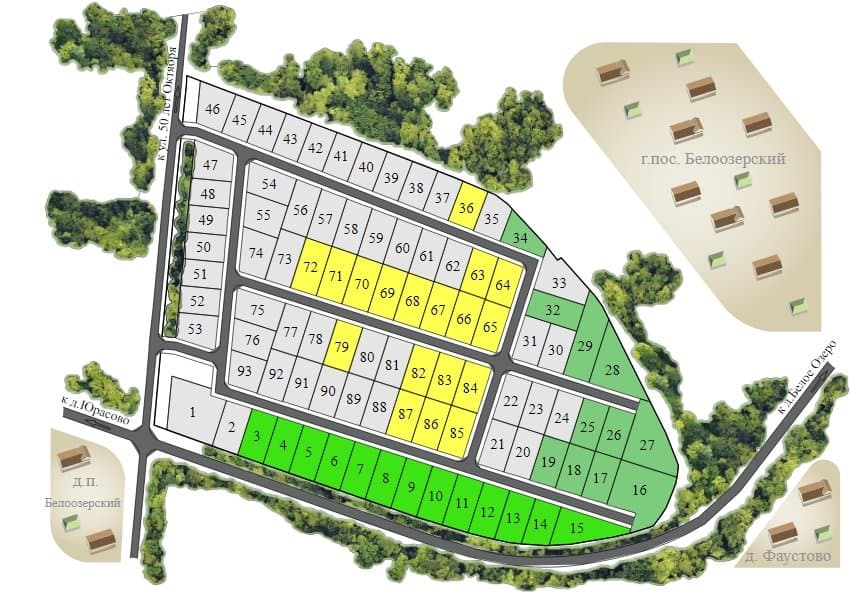 к ул. 50 лет Октября
46 45 44 43 42 41 40 39 38 37 36 35 34
47
48
49
50
51
52
53
54
55 56 57 58 59 60 61 62 63 64
74 73 72 71 70 69 68 67 66 65
33
32
31 30 29 28
75
76 77 78 79 80 81 82 83 84
93 92 91 90 89 88 87 86 85
22 23 24 25 26 27
21 20 19 18 17 16
1 2 3 4 5 6 7 8 9 10 11 12 13 14 15
г.пос. Белоозерский
к д.Белое Озеро
к д.Юрасово
д.п.
Белоозерский
д. Фаустово